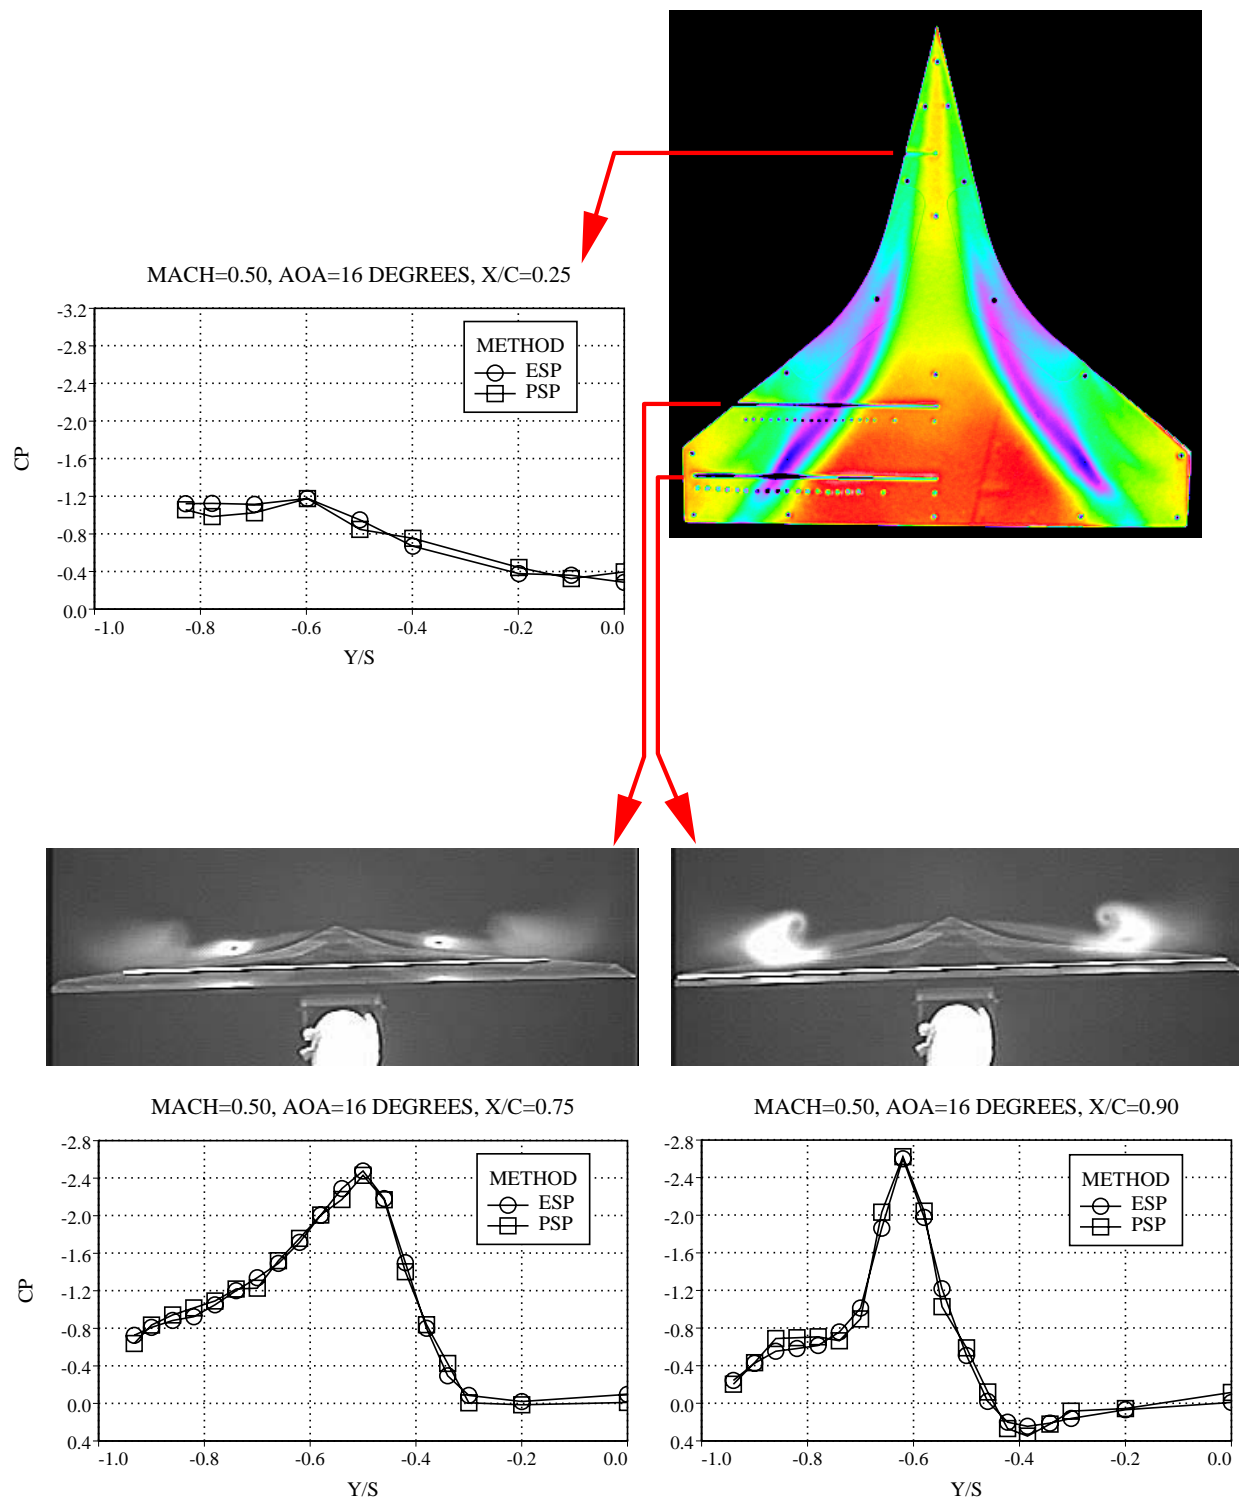 MACH=0.50, AOA=16 DEGREES, X/C=0.25
-3.2
-2.8
-2.4
-2.0
-1.6
-1.2
-0.8
-0.4
0.0
CP
METHOD
ESP
PSP
-1.0 -0.8 -0.6 -0.4 -0.2 0.0
Y/S
MACH=0.50, AOA=16 DEGREES, X/C=0.75
-2.8
-2.4
-2.0
-1.6
-1.2
-0.8
-0.4
0.0
0.4
CP
METHOD
ESP
PSP
-1.0 -0.8 -0.6 -0.4 -0.2 0.0
Y/S
MACH=0.50, AOA=16 DEGREES, X/C=0.90
-2.8
-2.4
-2.0
-1.6
-1.2
-0.8
-0.4
0.0
0.4
METHOD
ESP
PSP
-1.0 -0.8 -0.6 -0.4 -0.2 0.0
Y/S